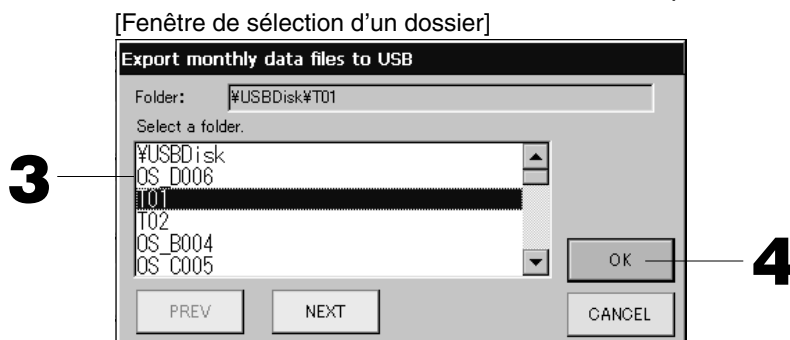 [Fenêtre de sélection d'un dossier]
Export monthly data files to USB
Folder: ¥USBDisk¥T01
Select a folder.
¥USBDisk
3
OS_D006
T01
T02
OS_B004
OS_C005
OK
4
PREV
NEXT
CANCEL